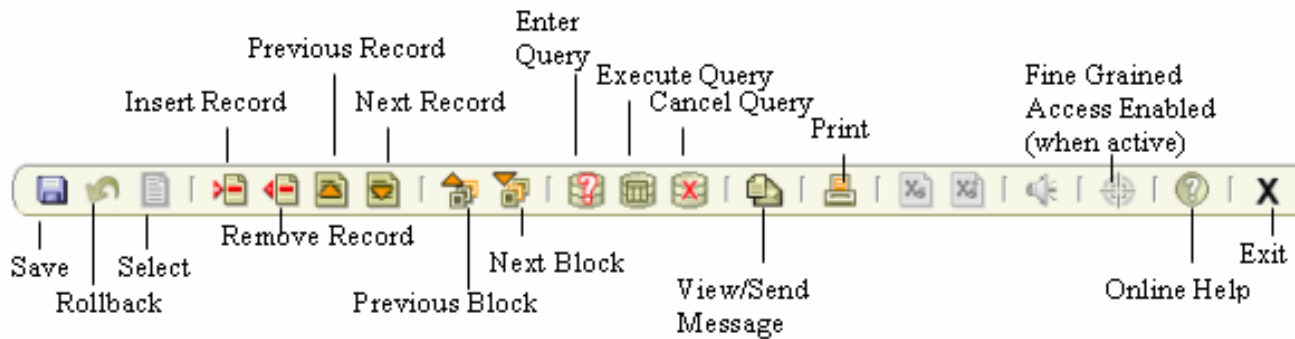 Enter
Query
Previous Record
Execute Query
Fine Grained
Access Enabled
(when active)
Insert Record
Next Record
Cancel Query
Print
Remove Record
Save
Select
Next Block
Exit
Rollback
Previous Block
View/Send
Message
Online Help